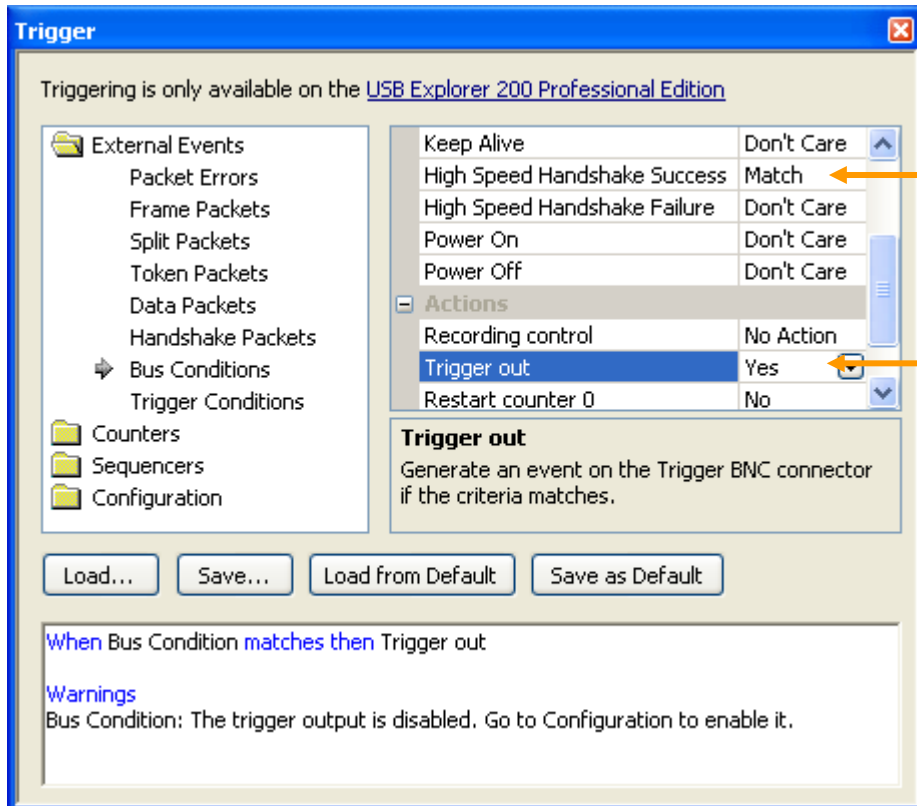 Trigger
Triggering is only available on the USB Explorer 200 Professional Edition
External Events
Packet Errors
Frame Packets
Split Packets
Token Packets
Data Packets
Handshake Packets
Bus Conditions
Trigger Conditions
Counters
Sequencers
Configuration
Keep Alive Don't Care
High Speed Handshake Success Match
High Speed Handshake Failure Don't Care
Power On Don't Care
Power Off Don't Care
Actions
Recording control No Action
Trigger out Yes
Restart counter 0 No
Trigger out
Generate an event on the Trigger BNC connector
if the criteria matches.
Load... Save... Load from Default Save as Default
When Bus Condition matches then Trigger out
Warnings
Bus Condition: The trigger output is disabled. Go to Configuration to enable it.